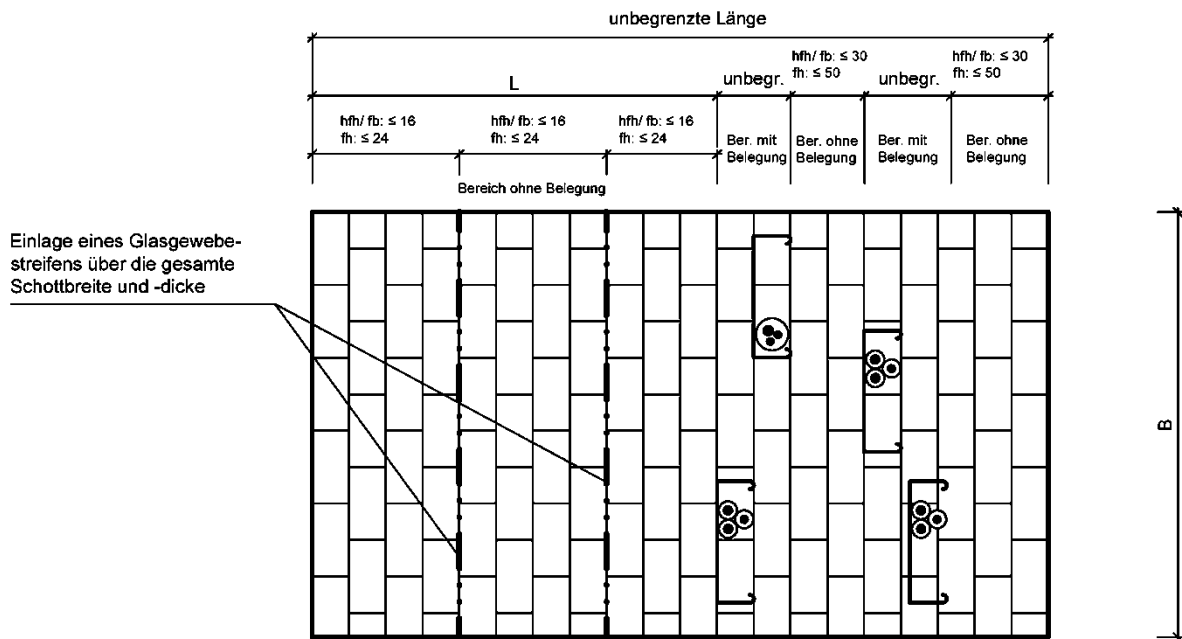 unbegrenzte Länge
hfh/ fb: ≤ 30
fh: ≤ 50
hfh/ fb: ≤ 30
fh: ≤ 50
L
unbegr.
unbegr.
hfh/ fb: ≤ 16
fh: ≤ 24
hfh/ fb: ≤ 16
fh: ≤ 24
hfh/ fb: ≤ 16
fh: ≤ 24
Ber. mit
Belegung
Ber. ohne
Belegung
Ber. mit
Belegung
Ber. ohne
Belegung
Bereich ohne Belegung
Einlage eines Glasgewebe-
streifens über die gesamte
Schottbreite und -dicke
B